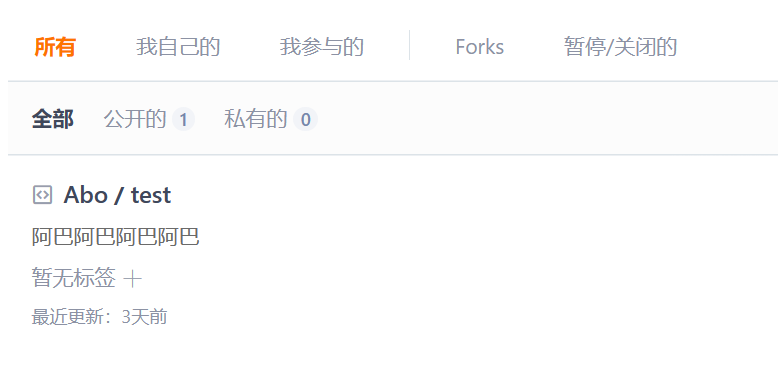 所有 我自己的 我参与的 Forks 暂停/关闭的
全部 公开的 1 私有的 0
Abo / test
阿巴阿巴阿巴阿巴
暂无标签
最近更新：3天前